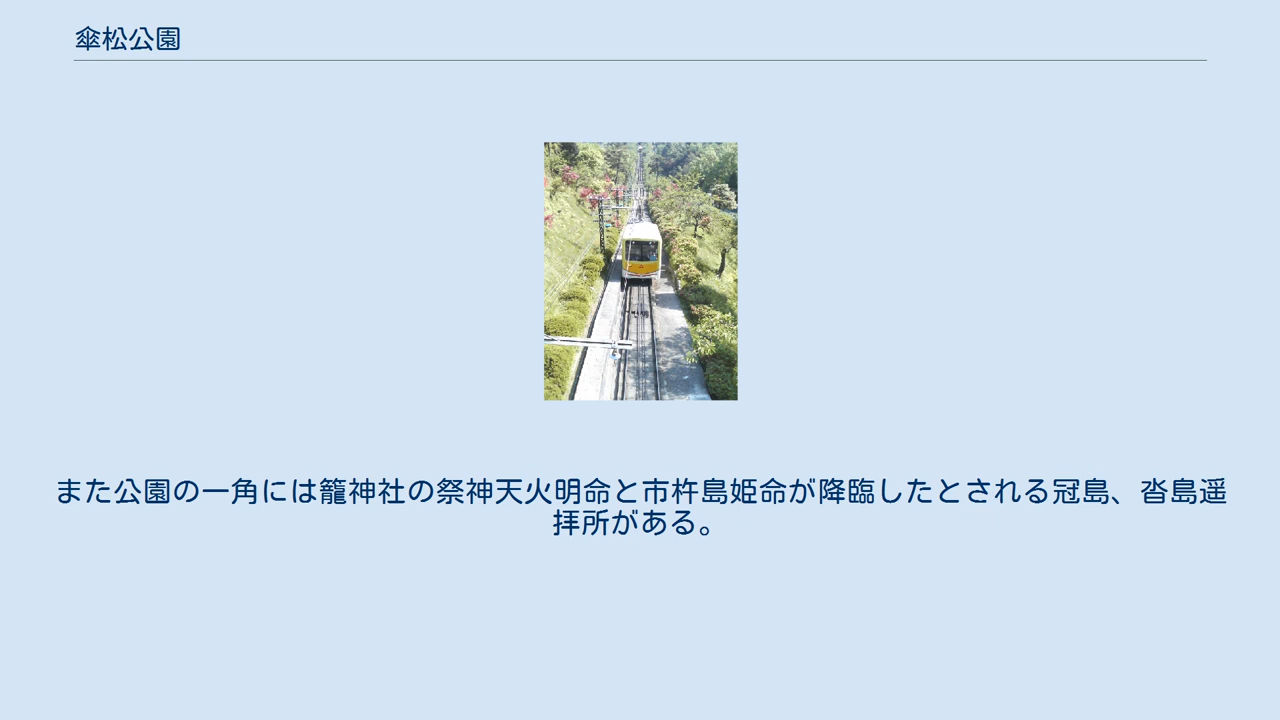 傘松公園
また公園の一角には籠神社の祭神天火明命と市杵島姫命が降臨したとされる冠島、沓島遥
拝所がある。